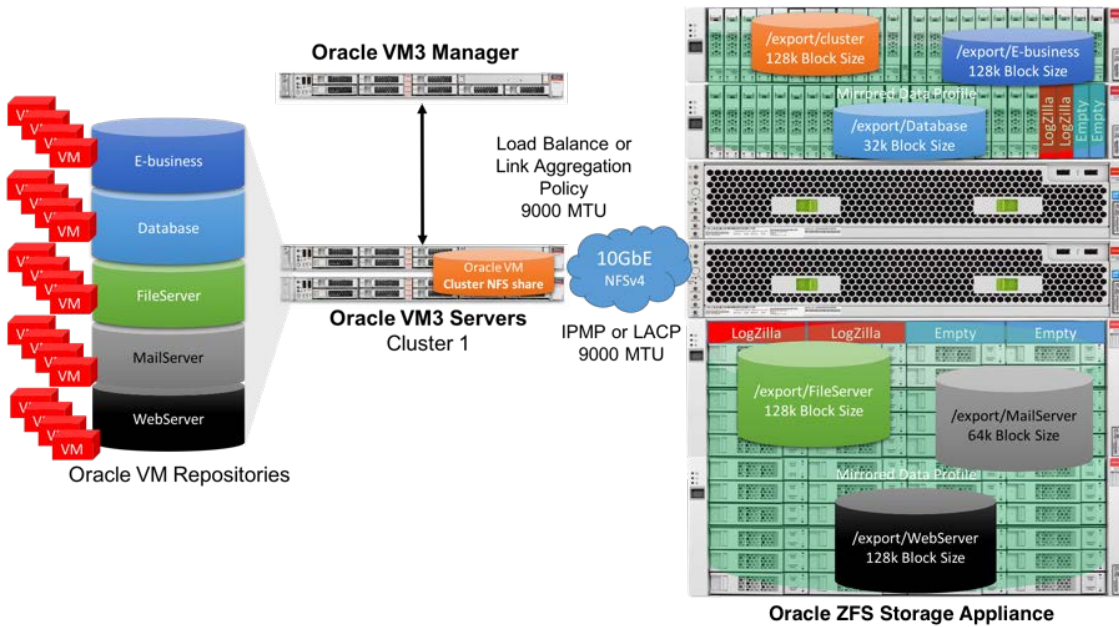 Oracle VM3 Manager
VM
E-business
Database
FileServer
MailServer
WebServer
VM
VM
VM
VM
Oracle VM Repositories
Load Balance or
Link Aggregation
Policy
9000 MTU
Oracle VM
Cluster NFS share
Oracle VM3 Servers
Cluster 1
10GbE
NFSv4
IPMP or LACP
9000 MTU
/export/cluster
128k Block Size
/export/E-business
128k Block Size
Mirrored Data Profile
/export/Database
32k Block Size
LogZilla
LogZilla
Empty
Empty
LogZilla
LogZilla
Empty
Empty
/export/FileServer
128k Block Size
/export/MailServer
64k Block Size
Mirrored Data Profile
/export/WebServer
128k Block Size
Oracle ZFS Storage Appliance